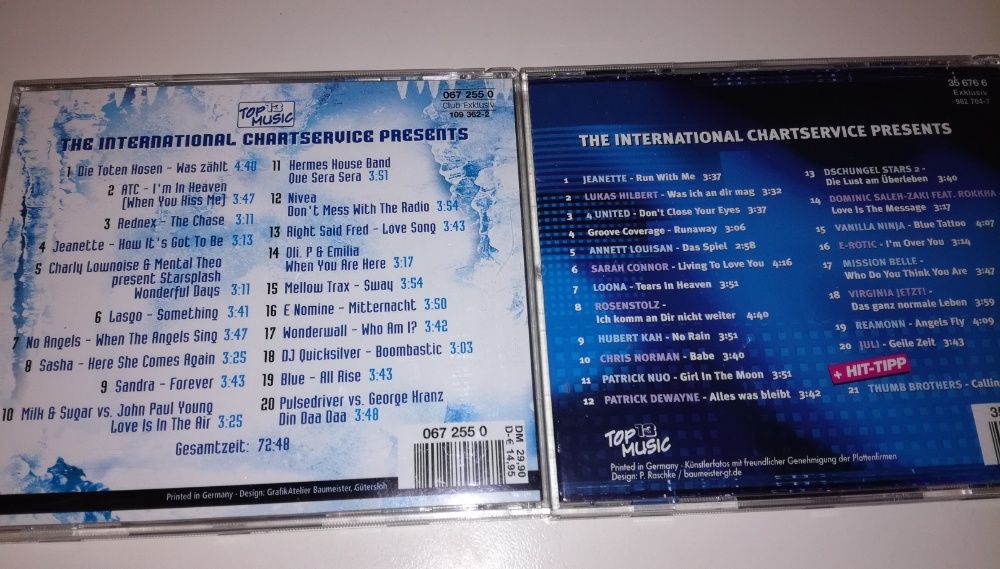 TOP 13 MUSIC
067 255 0
Club Exklusiv
109 362-2
THE INTERNATIONAL CHARTSERVICE PRESENTS
1 Die Toten Hosen - Was zählt 4:40
2 ATC - I'm In Heaven
(When You Kiss Me) 3:47
3 Rednex - The Chase 3:11
4 Jeanette - How It's Got To Be 3:13
5 Charly Lownoise & Mental Theo
present Starsplash
Wonderful Days 3:11
6 Lasgo - Something 3:41
7 No Angels - When The Angels Sing 3:47
8 Sasha - Here She Comes Again 3:25
9 Sandra - Forever 3:43
10 Milk & Sugar vs. John Paul Young
Love Is In The Air 3:25
11 Hermes House Band
Que Sera Sera 3:51
12 Nivea
Don't Mess With The Radio 3:54
13 Right Said Fred - Love Song 3:43
14 Oli. P & Emilia
When You Are Here 3:17
15 Mellow Trax - Sway 3:54
16 E Nomine - Mitternacht 3:50
17 Wonderwall - Who Am I? 3:42
18 DJ Quicksilver - Boombastic 3:03
19 Blue - All Rise 3:43
20 Pulsedriver vs. George Kranz
Din Daa Daa 3:48
Gesamtzeit: 72:48
067 255 0
DM 29,90
D-€ 14,95
Printed in Germany · Design: GrafikAtelier Baumeister, Gütersloh
35 676 6
Exklusiv
982 704-7
THE INTERNATIONAL CHARTSERVICE PRESENTS
1 JEANETTE - Run With Me 3:37
2 LUKAS HILBERT - Was ich an dir mag 3:32
3 4 UNITED - Don't Close Your Eyes 3:37
4 Groove Coverage - Runaway 3:06
5 ANNETT LOUISAN - Das Spiel 2:58
6 SARAH CONNOR - Living To Love You 4:16
7 LOONA - Tears In Heaven 3:51
8 ROSENSTOLZ -
Ich komm an Dir nicht weiter 4:40
9 HUBERT KAH - No Rain 3:51
10 CHRIS NORMAN - Babe 3:40
11 PATRICK NUO - Girl In The Moon 3:51
12 PATRICK DEWAYNE - Alles was bleibt 3:42
13 DSCHUNGEL STARS 2 -
Die Lust am Überleben 3:40
14 DOMINIC SALEH-ZAKI FEAT. ROKKHA
Love Is The Message 3:17
15 VANILLA NINJA - Blue Tattoo 4:07
16 E-ROTIC - I'm Over You 3:14
17 MISSION BELLE -
Who Do You Think You Are 3:47
18 VIRGINIA JETZT! -
Das ganz normale Leben 3:59
19 REAMONN - Angels Fly 4:09
20 JULI - Geile Zeit 3:43
+ HIT-TIPP
21 THUMB BROTHERS - Callin
TOP 13 MUSIC
Printed in Germany · Künstlerfotos mit freundlicher Genehmigung der Plattenfirmen
Design: P. Raschke / baumeister-gt.de
35